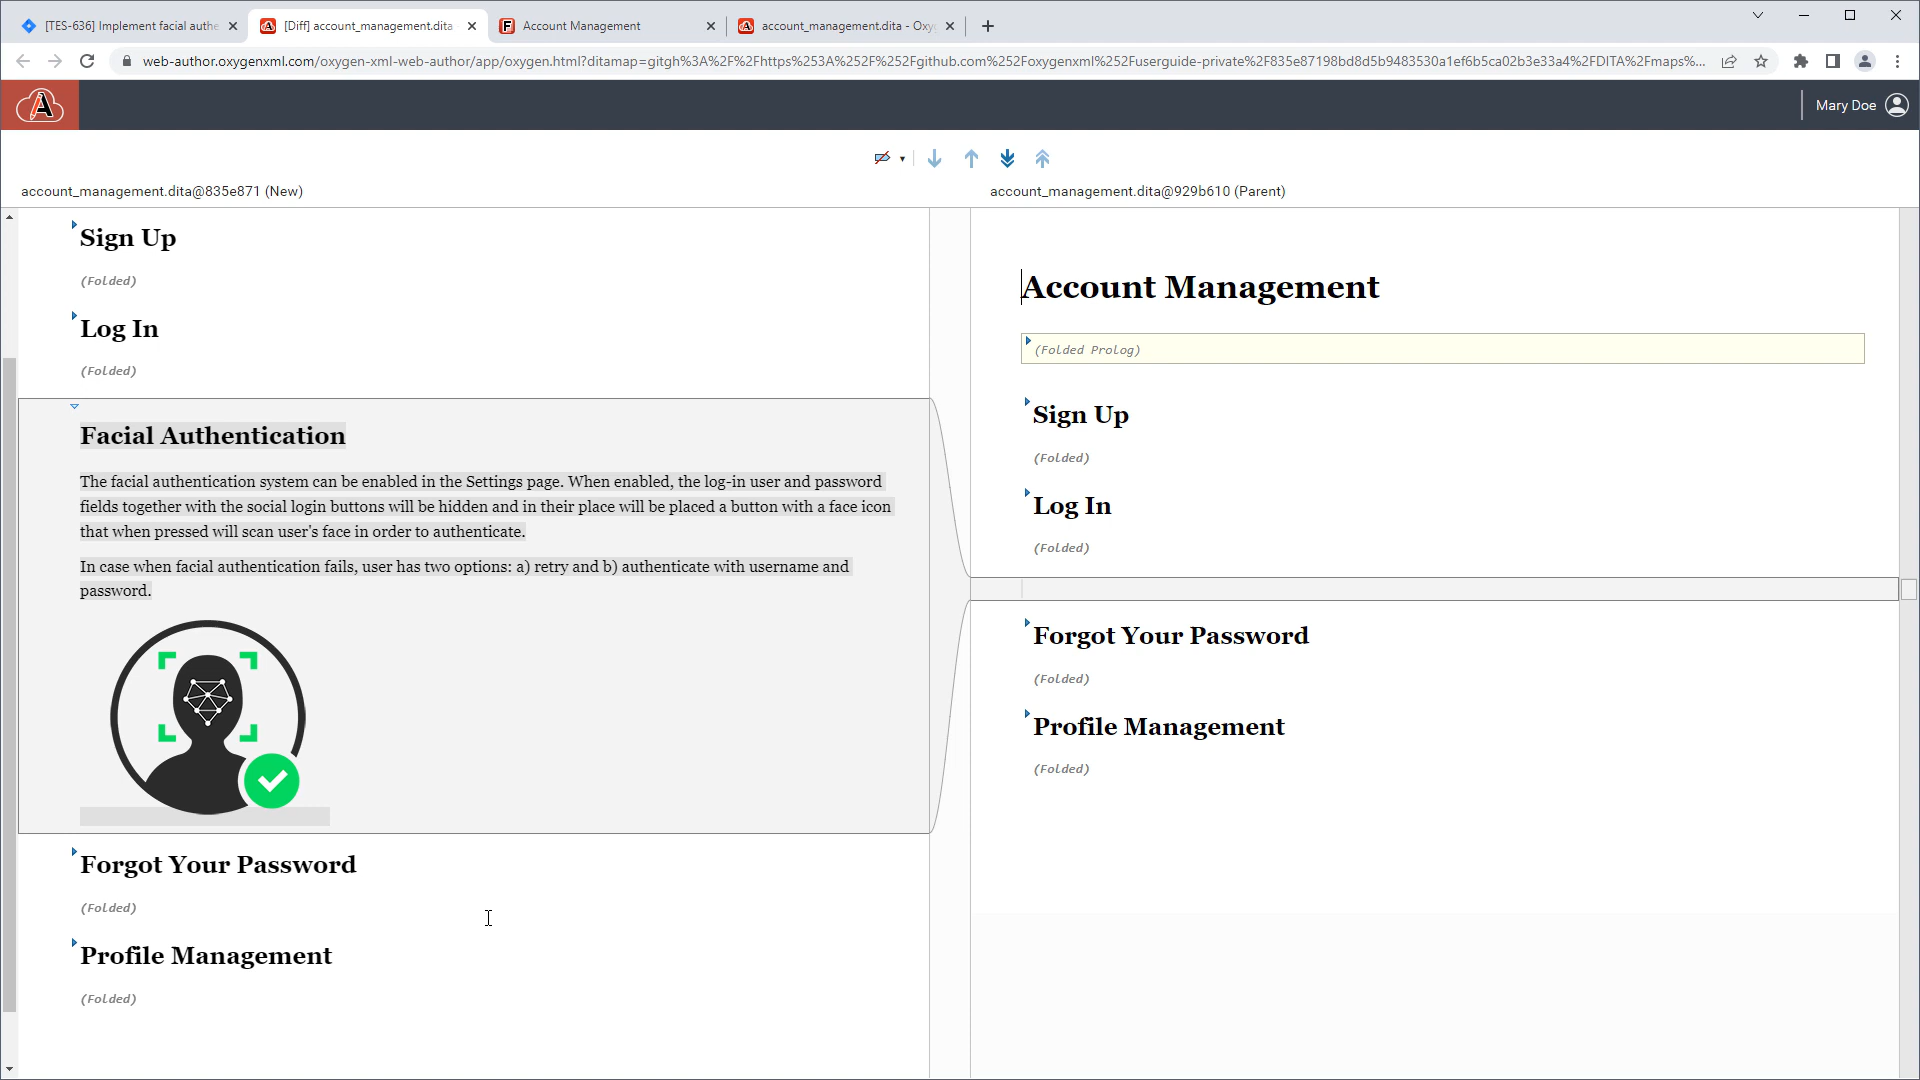 [TES-636] Implement facial authe
[Diff] account_management.dita
Account Management
account_management.dita - Oxy
web-author.oxygenxml.com/oxygen-xml-web-author/app/oxygen.html?ditamap=gitgh%3A%2F%2Fhttps%253A%252F%252Fgithub.com%252Foxygenxml%252Fuserguide-private%2F835e87198bd8d5b9483530a1ef6b5ca02b3e33a4%2FDITA%2Fmaps%...
Mary Doe
account_management.dita@835e871 (New)
account_management.dita@929b610 (Parent)
Sign Up
(Folded)
Log In
(Folded)
Facial Authentication
The facial authentication system can be enabled in the Settings page. When enabled, the log-in user and password
fields together with the social login buttons will be hidden and in their place will be placed a button with a face icon
that when pressed will scan user's face in order to authenticate.
In case when facial authentication fails, user has two options: a) retry and b) authenticate with username and
password.
Forgot Your Password
(Folded)
Profile Management
(Folded)
Account Management
(Folded Prolog)
Sign Up
(Folded)
Log In
(Folded)
Forgot Your Password
(Folded)
Profile Management
(Folded)